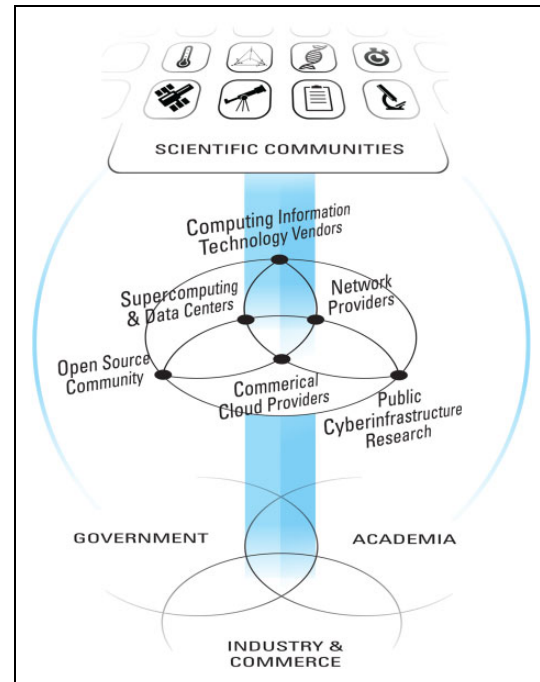 SCIENTIFIC COMMUNITIES
Computing Information
Technology Vendors
Supercomputing
& Data Centers
Network
Providers
Open Source
Community
Commerical
Cloud Providers
Public
Cyberinfrastructure
Research
GOVERNMENT
ACADEMIA
INDUSTRY &
COMMERCE